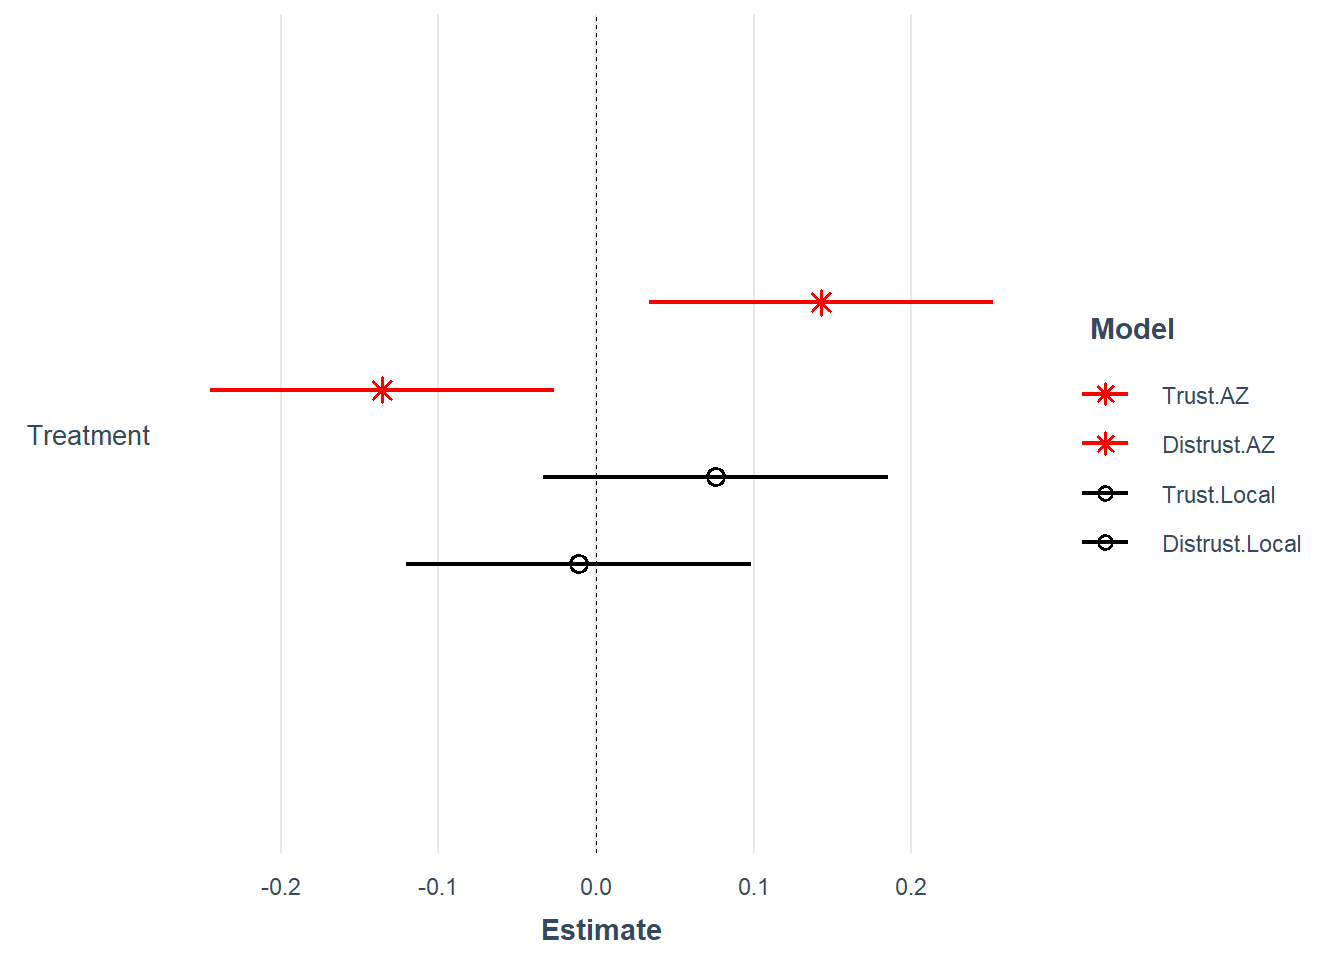 Treatment
-0.2
-0.1
0.0
0.1
0.2
Estimate
Model
Trust.AZ
Distrust.AZ
Trust.Local
Distrust.Local